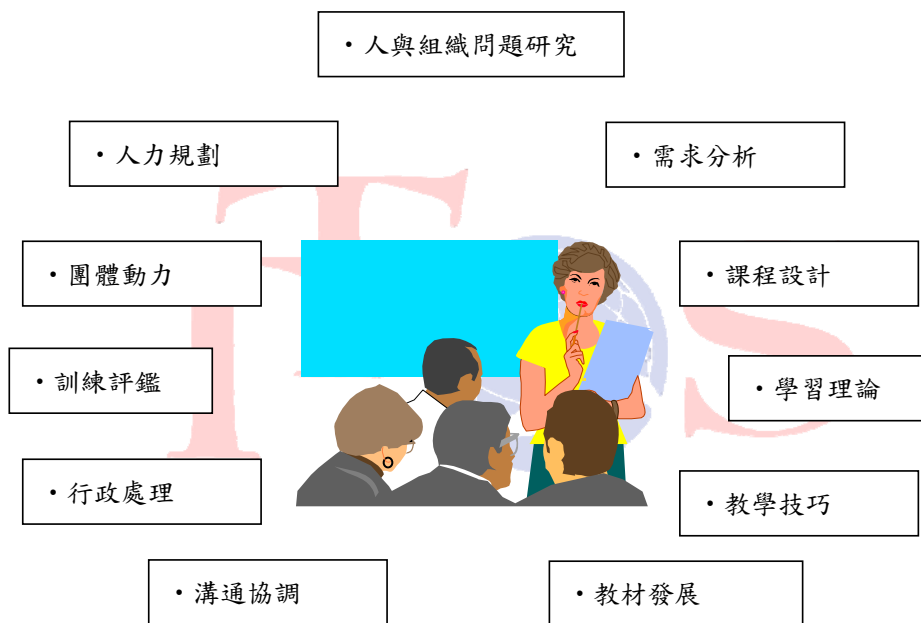 ・人與組織問題研究
・人力規劃
・需求分析
・團體動力
・課程設計
・訓練評鑑
・學習理論
・行政處理
・教學技巧
・溝通協調
・教材發展